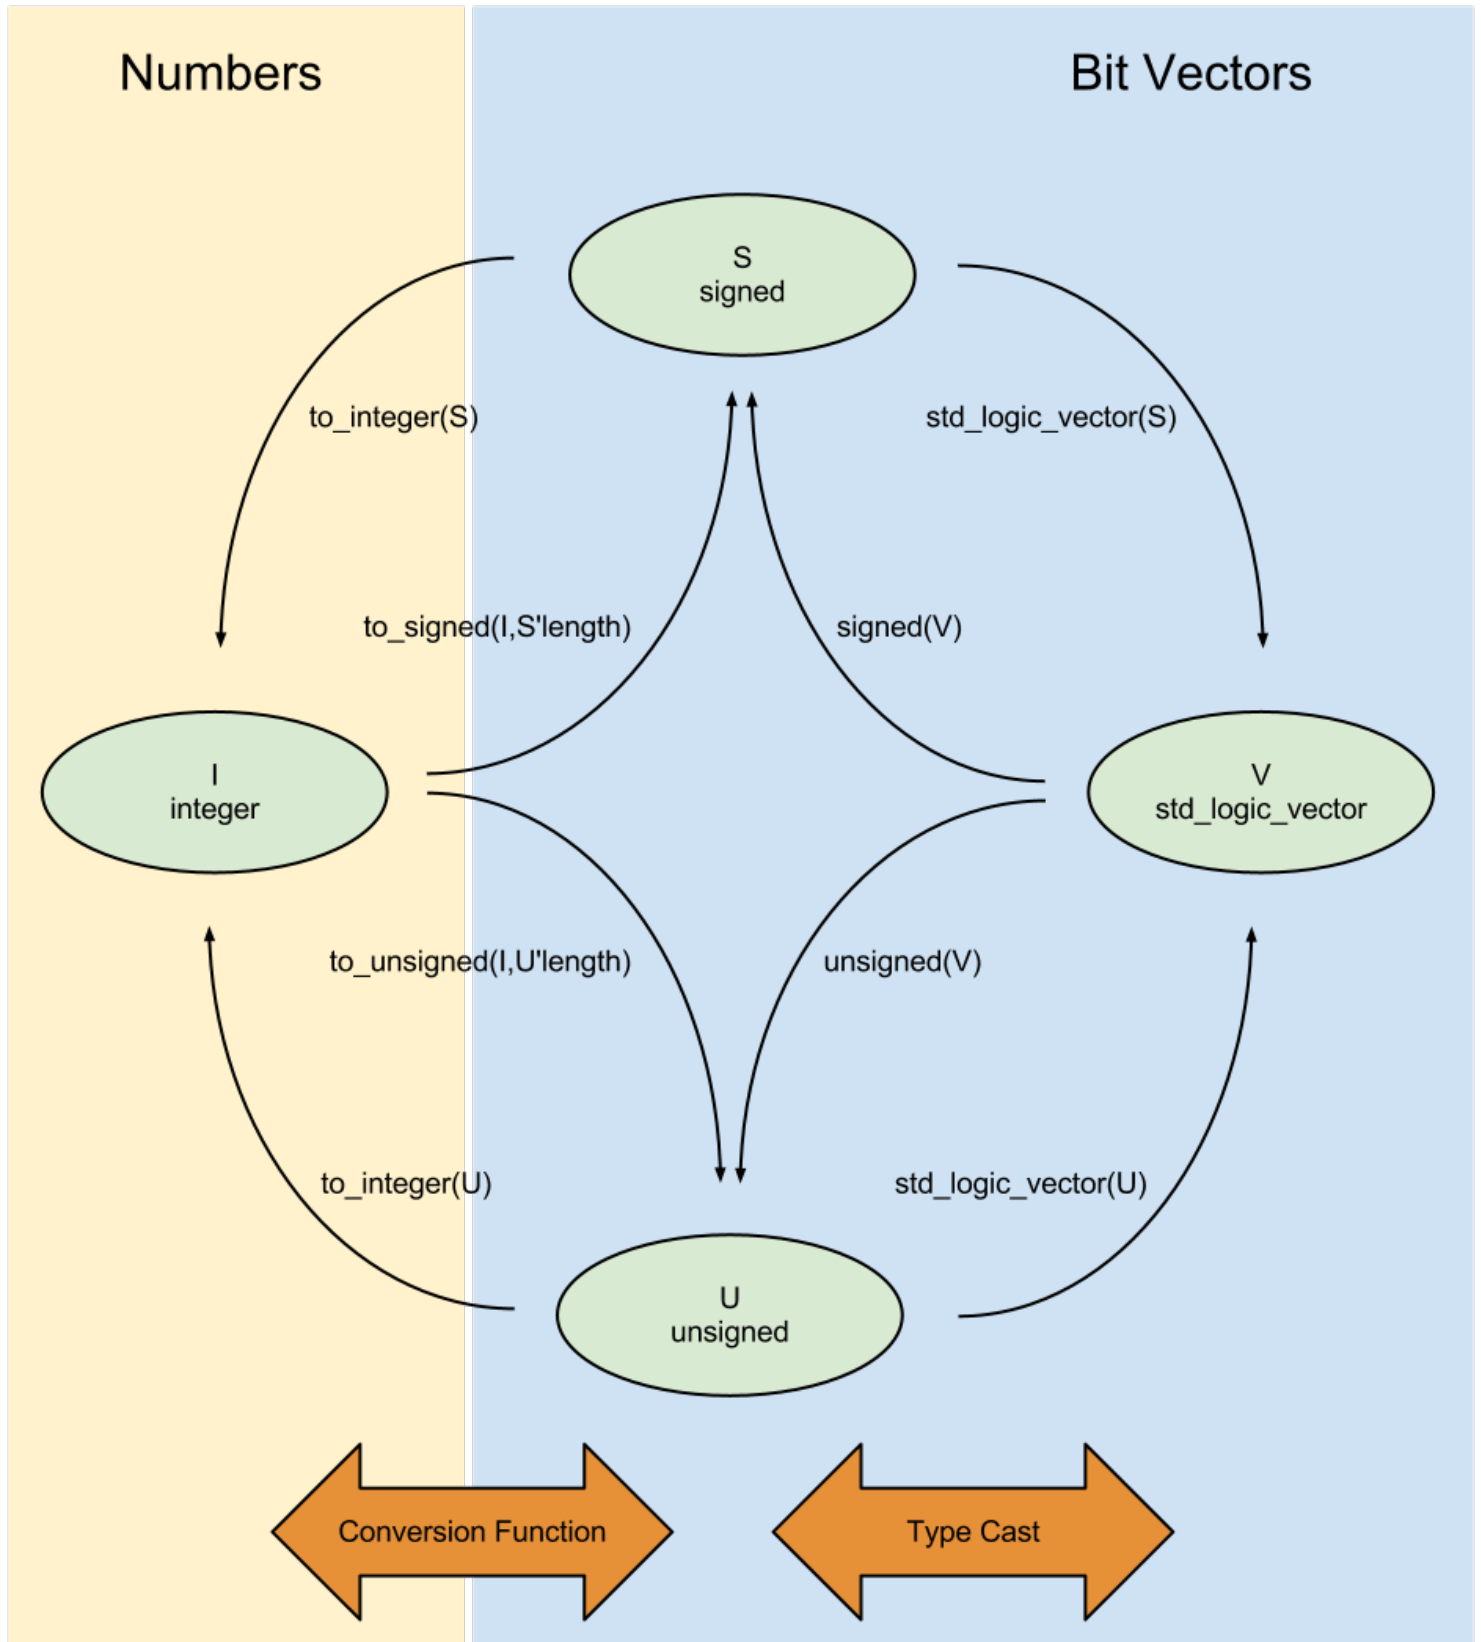 Numbers
Bit Vectors
S
signed
to_integer(S)
std_logic_vector(S)
to_signed(I,S'length)
signed(V)
I
integer
V
std_logic_vector
to_unsigned(I,U'length)
unsigned(V)
to_integer(U)
std_logic_vector(U)
U
unsigned
Conversion Function
Type Cast